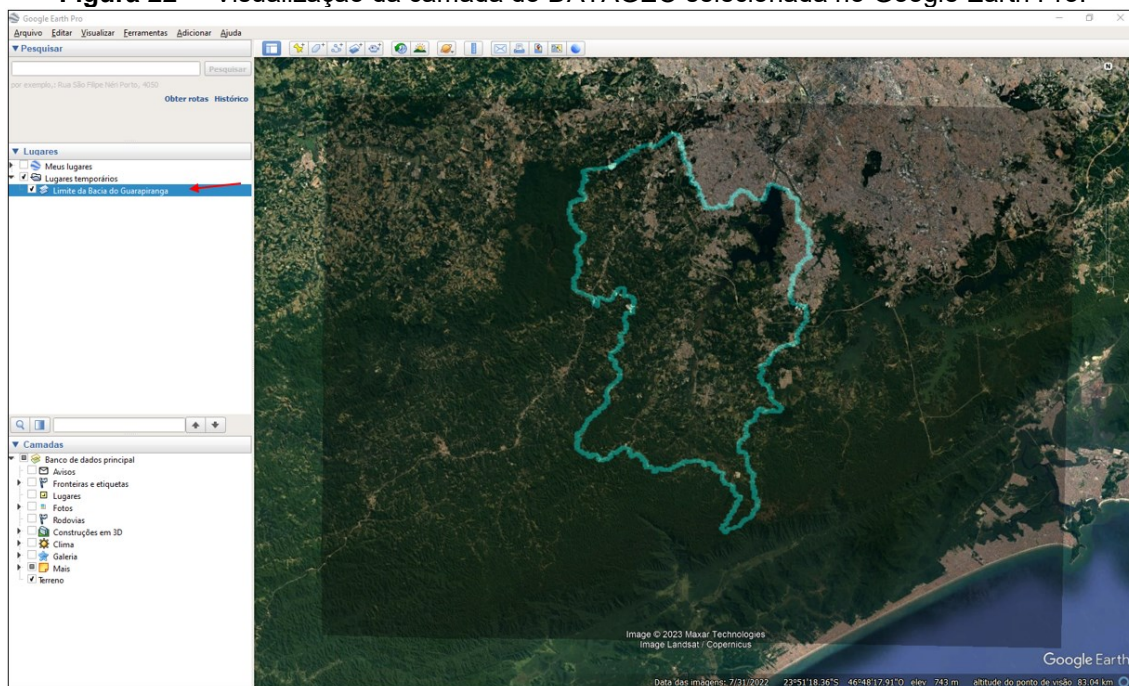 Figura 22 – Visualização da camada do DATAGEO selecionada no Google Earth Pro.
Google Earth Pro
Arquivo Editar Visualizar Ferramentas Adicionar Ajuda
▼ Pesquisar
Pesquisar
por exemplo,: Rua São Filipe Néri Porto, 4050
Obter rotas Histórico
▼ Lugares
Meus lugares
Lugares temporários
Limite da Bacia do Guarapiranga
▼ Camadas
Banco de dados principal
Avisos
Fronteiras e etiquetas
Lugares
Fotos
Rodovias
Construções em 3D
Clima
Galeria
Mais
Terreno
Image © 2023 Maxar Technologies
Image Landsat / Copernicus
Google Earth
Data das imagens: 7/31/2022 23°51'18.36"S 46°48'17.91"O elev 743 m altitude do ponto de visão 83.04 km